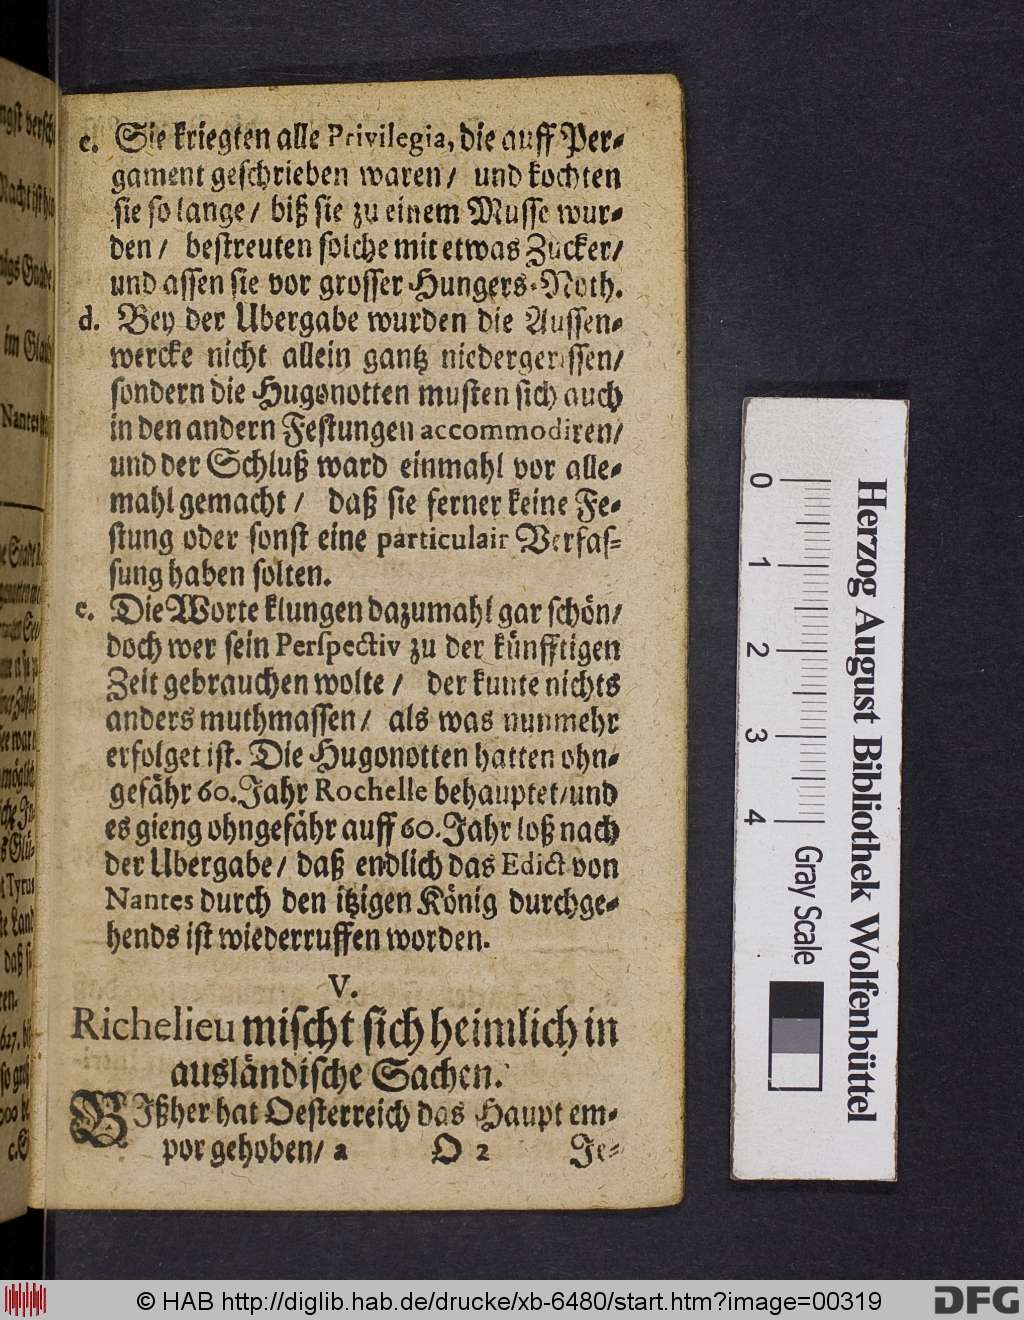 c. Sie kriegten alle Privilegia, die auff Per-
gament geschrieben waren / und kochten
sie so lange / biß sie zu einem Musse wur-
den / bestreuten solche mit etwas Zucker /
und assen sie vor grosser Hungers-Noth.
d. Bey der Ubergabe wurden die Aussen-
wercke nicht allein gantz niedergerissen /
sondern die Hugonotten musten sich auch
in den andern Festungen accommodiren /
und der Schluß ward einmahl vor alle-
mahl gemacht / daß sie ferner keine Fe-
stung oder sonst eine particulair Verfas-
sung haben solten.
e. Die Worte klungen dazumahl gar schön /
doch wer sein Perspectiv zu der künfftigen
Zeit gebrauchen wolte / der kunte nichts
anders muthmassen / als was nunmehr
erfolget ist. Die Hugonotten hatten ohn-
gefähr 60. Jahr Rochelle behauptet / und
es gieng ohngefähr auff 60. Jahr loß nach
der Ubergabe / daß endlich das Edict von
Nantes durch den itzigen König durchge-
hends ist wiederruffen worden.
V.
Richelieu mischt sich heimlich in
ausländische Sachen.
BIßher hat Oesterreich das Haupt em-
por gehoben / a O 2 Je-
0 1 2 3 4
Gray Scale
Herzog August Bibliothek Wolfenbüttel
© HAB http://diglib.hab.de/drucke/xb-6480/start.htm?image=00319
DFG